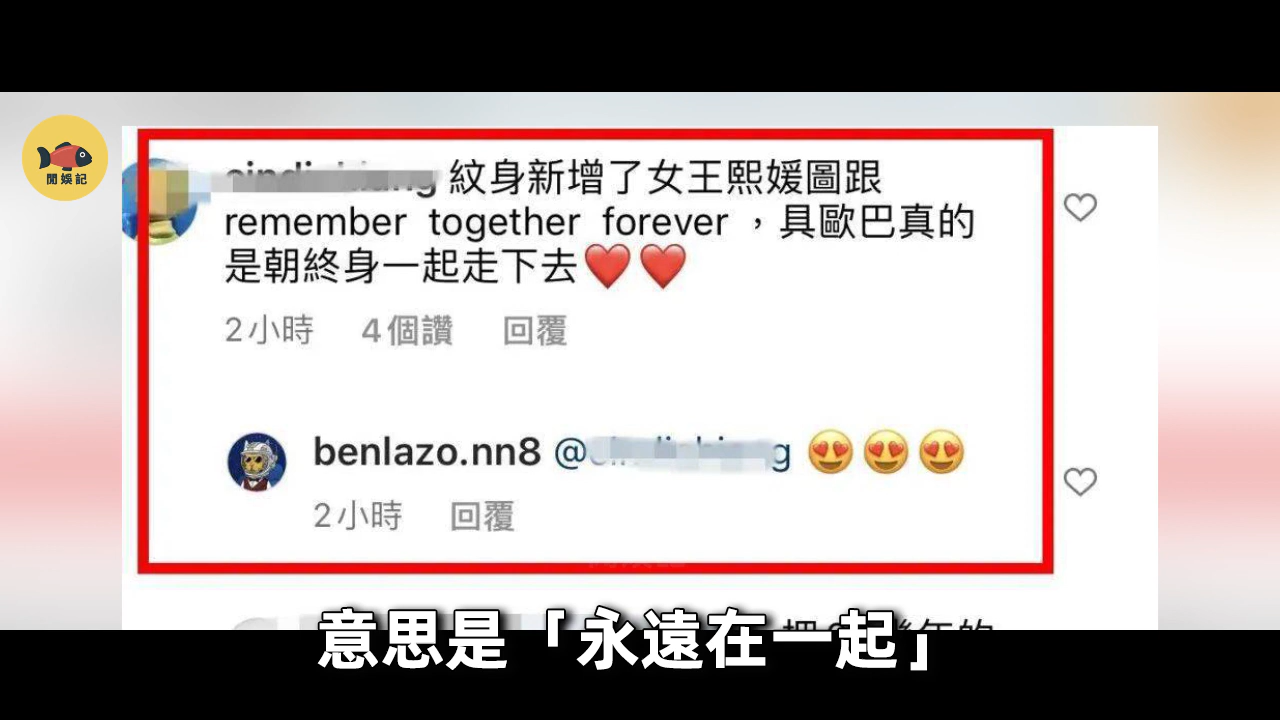 聞娛記
紋身新增了女王熙媛圖跟
remember together forever ，具歐巴真的
是朝終身一起走下去❤️❤️
2小時 4個讚 回覆
benlazo.nn8 @ 😍😍😍
2小時 回覆
意思是「永遠在一起」